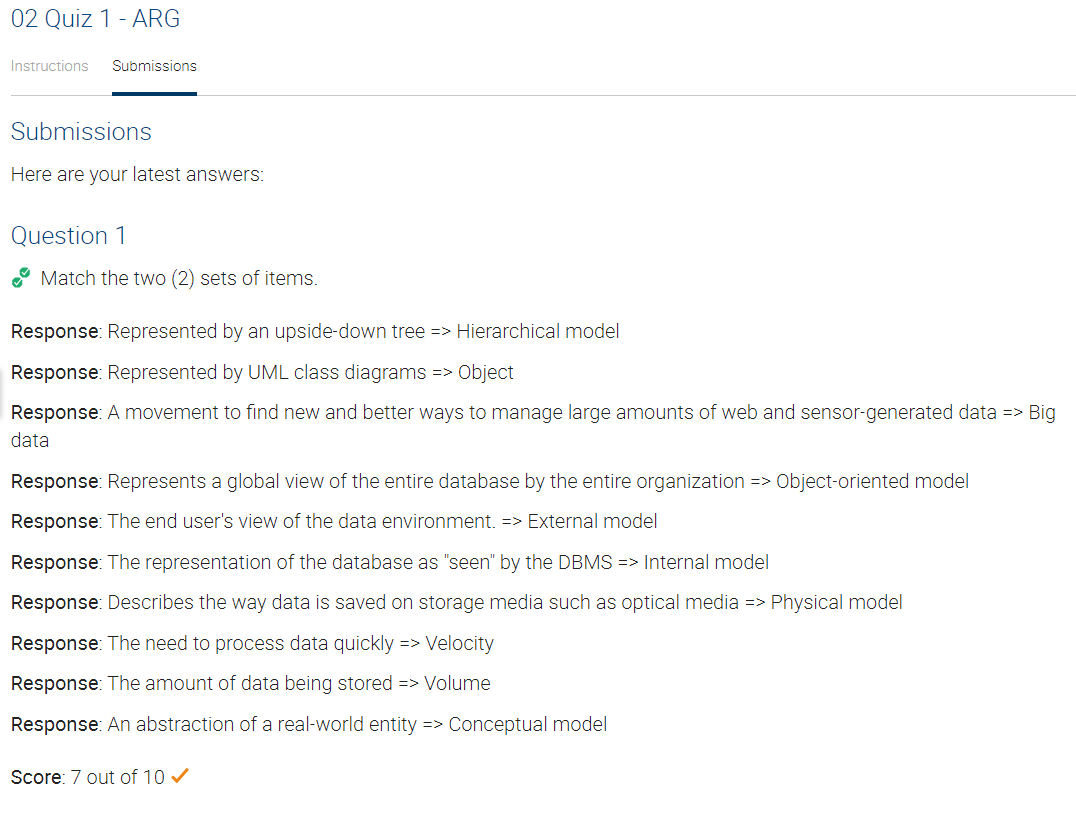 02 Quiz 1 - ARG
Instructions Submissions
Submissions
Here are your latest answers:
Question 1
Match the two (2) sets of items.
Response: Represented by an upside-down tree => Hierarchical model
Response: Represented by UML class diagrams => Object
Response: A movement to find new and better ways to manage large amounts of web and sensor-generated data => Big
data
Response: Represents a global view of the entire database by the entire organization => Object-oriented model
Response: The end user's view of the data environment. => External model
Response: The representation of the database as "seen" by the DBMS => Internal model
Response: Describes the way data is saved on storage media such as optical media => Physical model
Response: The need to process data quickly => Velocity
Response: The amount of data being stored => Volume
Response: An abstraction of a real-world entity => Conceptual model
Score: 7 out of 10